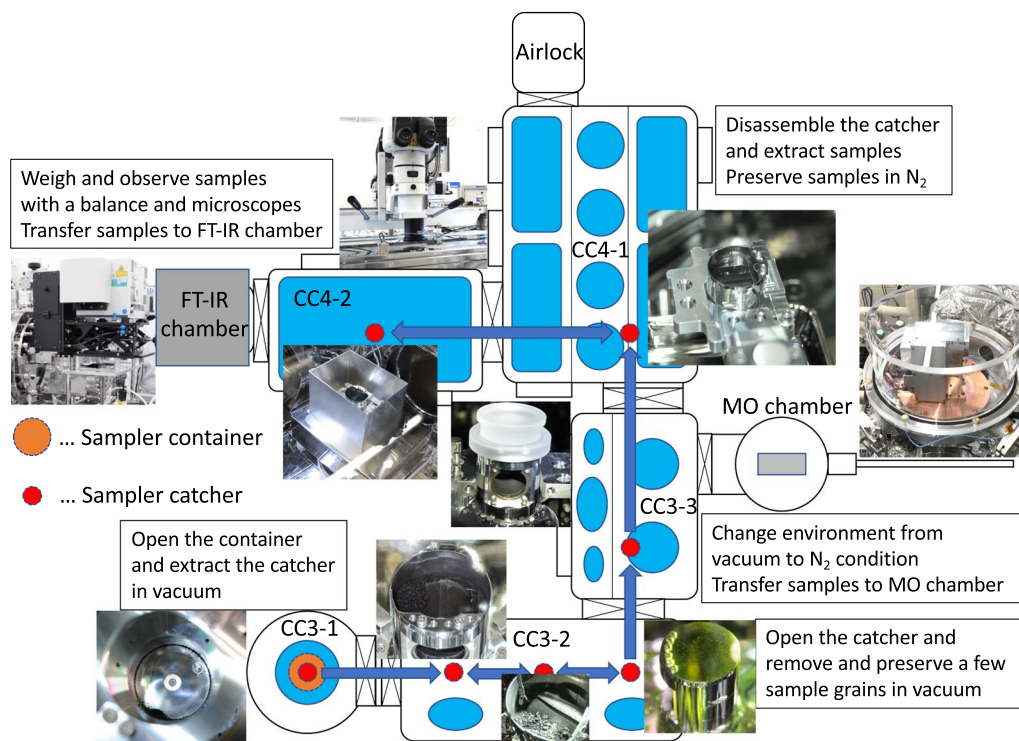 Airlock
Disassemble the catcher
and extract samples
Preserve samples in N₂
Weigh and observe samples
with a balance and microscopes
Transfer samples to FT-IR chamber
CC4-1
FT-IR
chamber
CC4-2
MO chamber
... Sampler container
... Sampler catcher
CC3-3
Change environment from
vacuum to N₂ condition
Transfer samples to MO chamber
Open the container
and extract the catcher
in vacuum
CC3-1
CC3-2
Open the catcher and
remove and preserve a few
sample grains in vacuum